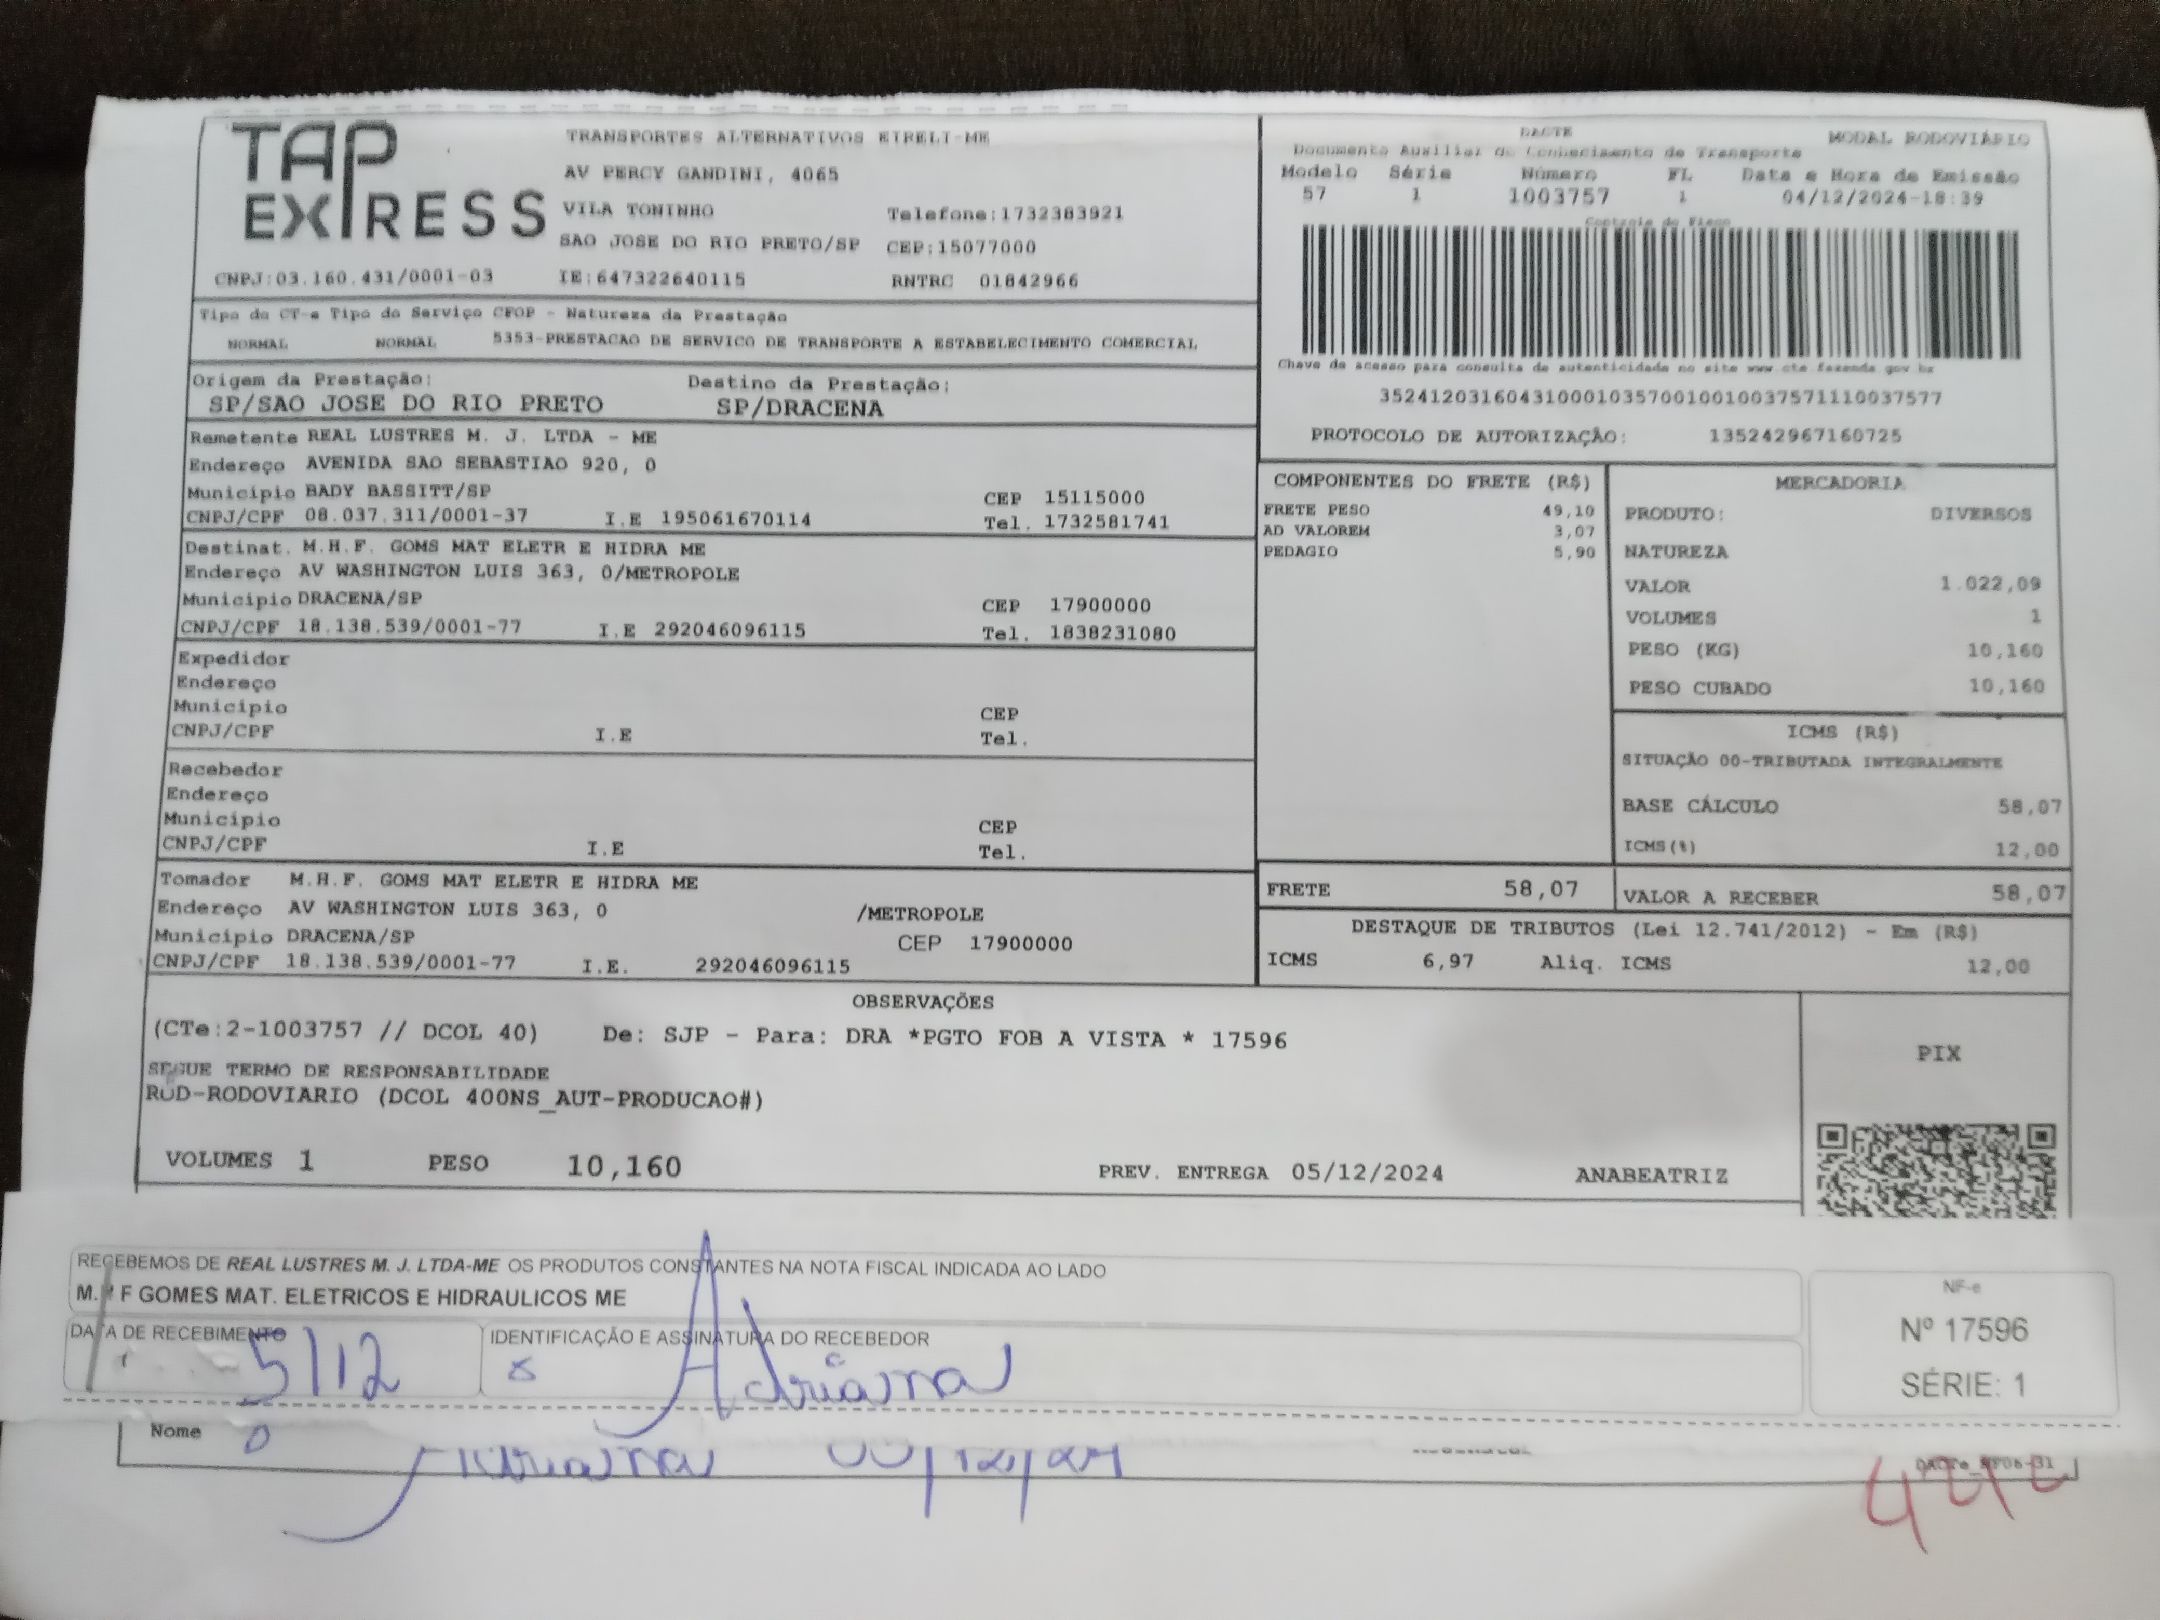 TAP EXPRESS
TRANSPORTES ALTERNATIVOS EIRELI-ME
AV PERCY GANDINI, 4065
VILA TONINHO Telefone:1732383921
SAO JOSE DO RIO PRETO/SP CEP:15077000
CNPJ:03.160.431/0001-03 IE:647322640115 RNTRC 01842966
DACTE MODAL RODOVIÁRIO
Documento Auxiliar do Conhecimento de Transporte
Modelo Série Número FL Data e Hora de Emissão
57 1 1003757 1 04/12/2024-18:39
Controle do Fisco
Chave de acesso para consulta de autenticidade no site www.cte.fazenda.gov.br
35241203160431000103570010010037571110037577
PROTOCOLO DE AUTORIZAÇÃO: 135242967160725
Tipo do CT-e Tipo do Serviço CFOP - Natureza da Prestação
NORMAL NORMAL 5353-PRESTACAO DE SERVICO DE TRANSPORTE A ESTABELECIMENTO COMERCIAL
Origem da Prestação: Destino da Prestação:
SP/SAO JOSE DO RIO PRETO SP/DRACENA
Remetente REAL LUSTRES M. J. LTDA - ME
Endereço AVENIDA SAO SEBASTIAO 920, 0
Município BADY BASSITT/SP CEP 15115000
CNPJ/CPF 08.037.311/0001-37 I.E 195061670114 Tel. 1732581741
Destinat. M.H.F. GOMS MAT ELETR E HIDRA ME
Endereço AV WASHINGTON LUIS 363, 0/METROPOLE
Município DRACENA/SP CEP 17900000
CNPJ/CPF 18.138.539/0001-77 I.E 292046096115 Tel. 1838231080
Expedidor
Endereço
Município CEP
CNPJ/CPF I.E Tel.
Recebedor
Endereço
Município CEP
CNPJ/CPF I.E Tel.
Tomador M.H.F. GOMS MAT ELETR E HIDRA ME
Endereço AV WASHINGTON LUIS 363, 0 /METROPOLE
Município DRACENA/SP CEP 17900000
CNPJ/CPF 18.138.539/0001-77 I.E. 292046096115
COMPONENTES DO FRETE (R$)
FRETE PESO 49,10
AD VALOREM 3,07
PEDAGIO 5,90
MERCADORIA
PRODUTO: DIVERSOS
NATUREZA
VALOR 1.022,09
VOLUMES 1
PESO (KG) 10,160
PESO CUBADO 10,160
ICMS (R$)
SITUAÇÃO 00-TRIBUTADA INTEGRALMENTE
BASE CÁLCULO 58,07
ICMS(%) 12,00
FRETE 58,07 VALOR A RECEBER 58,07
DESTAQUE DE TRIBUTOS (Lei 12.741/2012) - Em (R$)
ICMS 6,97 Aliq. ICMS 12,00
OBSERVAÇÕES
(CTe:2-1003757 // DCOL 40) De: SJP - Para: DRA *PGTO FOB A VISTA * 17596
SEGUE TERMO DE RESPONSABILIDADE
ROD-RODOVIARIO (DCOL 400NS_AUT-PRODUCAO#)
PIX
VOLUMES 1 PESO 10,160 PREV. ENTREGA 05/12/2024 ANABEATRIZ
RECEBEMOS DE REAL LUSTRES M. J. LTDA-ME OS PRODUTOS CONSTANTES NA NOTA FISCAL INDICADA AO LADO
M. F GOMES MAT. ELETRICOS E HIDRAULICOS ME
DATA DE RECEBIMENTO IDENTIFICAÇÃO E ASSINATURA DO RECEBEDOR
5/12 Adriana
NF-e
Nº 17596
SÉRIE: 1
Nome Adriana /12/24